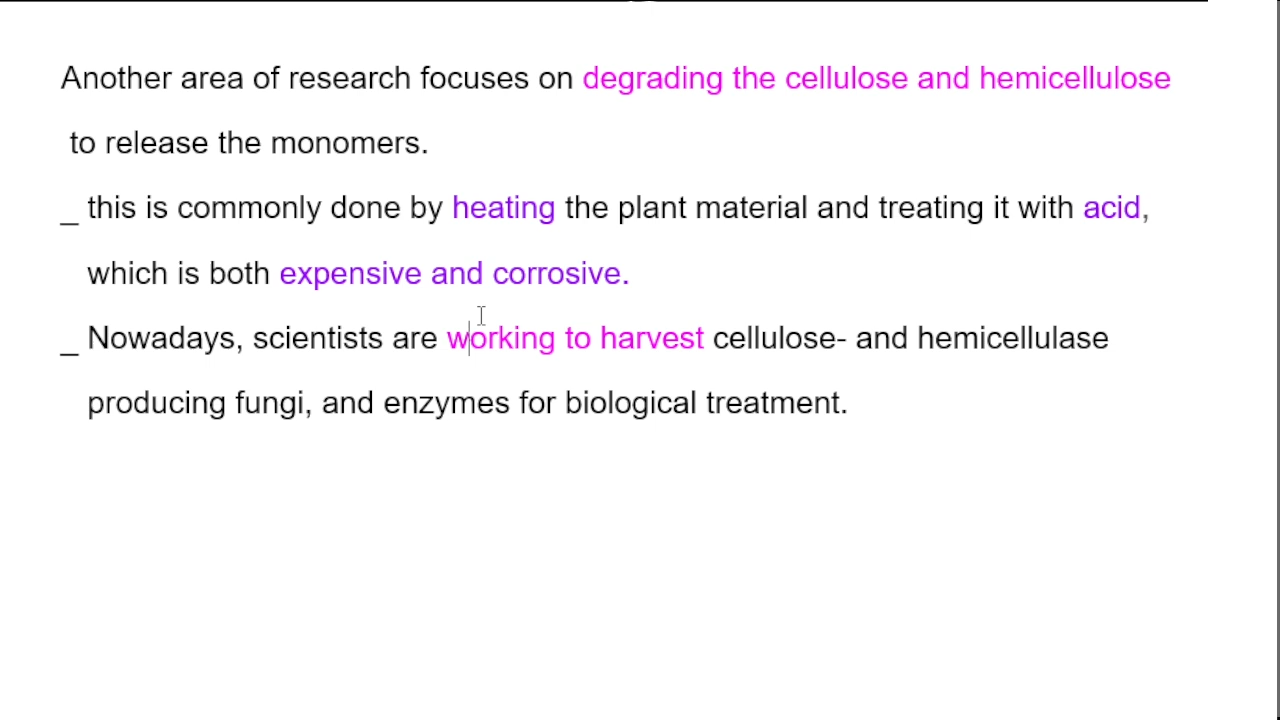 Another area of research focuses on degrading the cellulose and hemicellulose
to release the monomers.
_ this is commonly done by heating the plant material and treating it with acid,
which is both expensive and corrosive.
_ Nowadays, scientists are working to harvest cellulose- and hemicellulase
producing fungi, and enzymes for biological treatment.